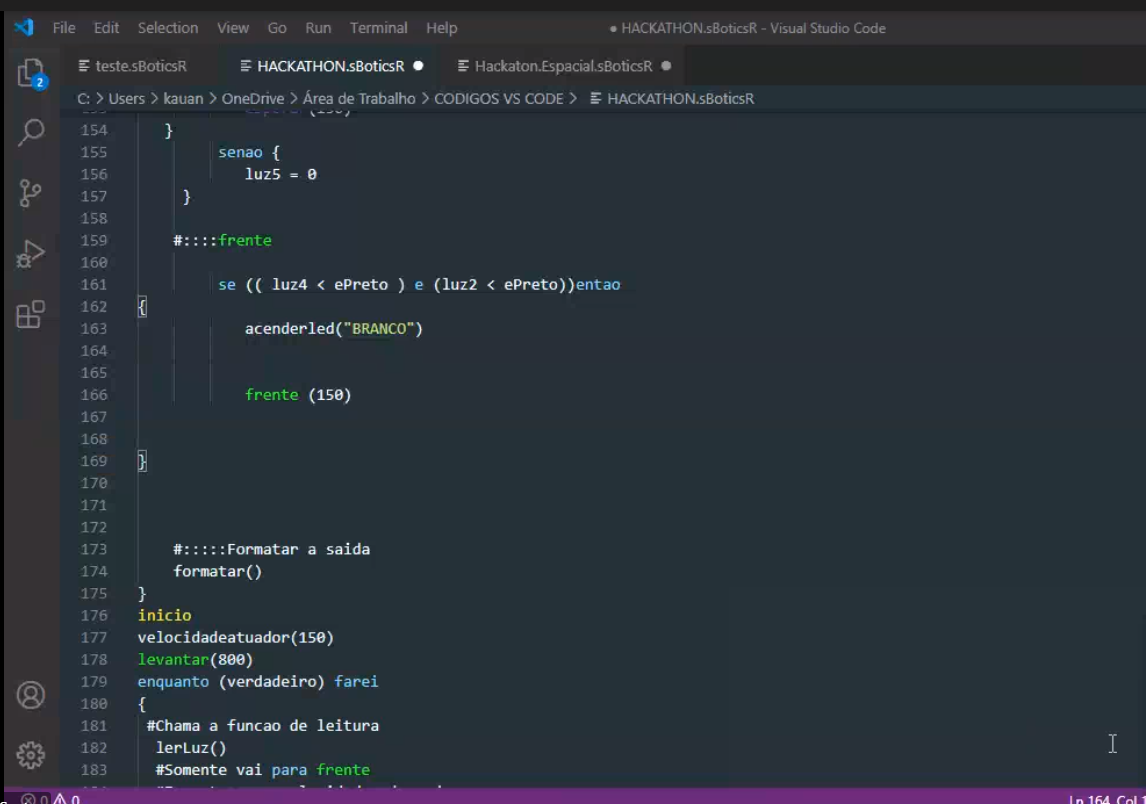 File Edit Selection View Go Run Terminal Help ● HACKATHON.sBoticsR - Visual Studio Code
teste.sBoticsR HACKATHON.sBoticsR ● Hackaton.Espacial.sBoticsR ●
C: > Users > kauan > OneDrive > Área de Trabalho > CODIGOS VS CODE > HACKATHON.sBoticsR
2
154 }
155 senao {
156 luz5 = 0
157 }
158
159 #::::frente
160
161 se (( luz4 < ePreto ) e (luz2 < ePreto))entao
162 {
163 acenderled("BRANCO")
164
165
166 frente (150)
167
168
169 }
170
171
172
173 #:::::Formatar a saida
174 formatar()
175 }
176 inicio
177 velocidadeatuador(150)
178 levantar(800)
179 enquanto (verdadeiro) farei
180 {
181 #Chama a funcao de leitura
182 lerLuz()
183 #Somente vai para frente
0 0 Ln 164, Col 1